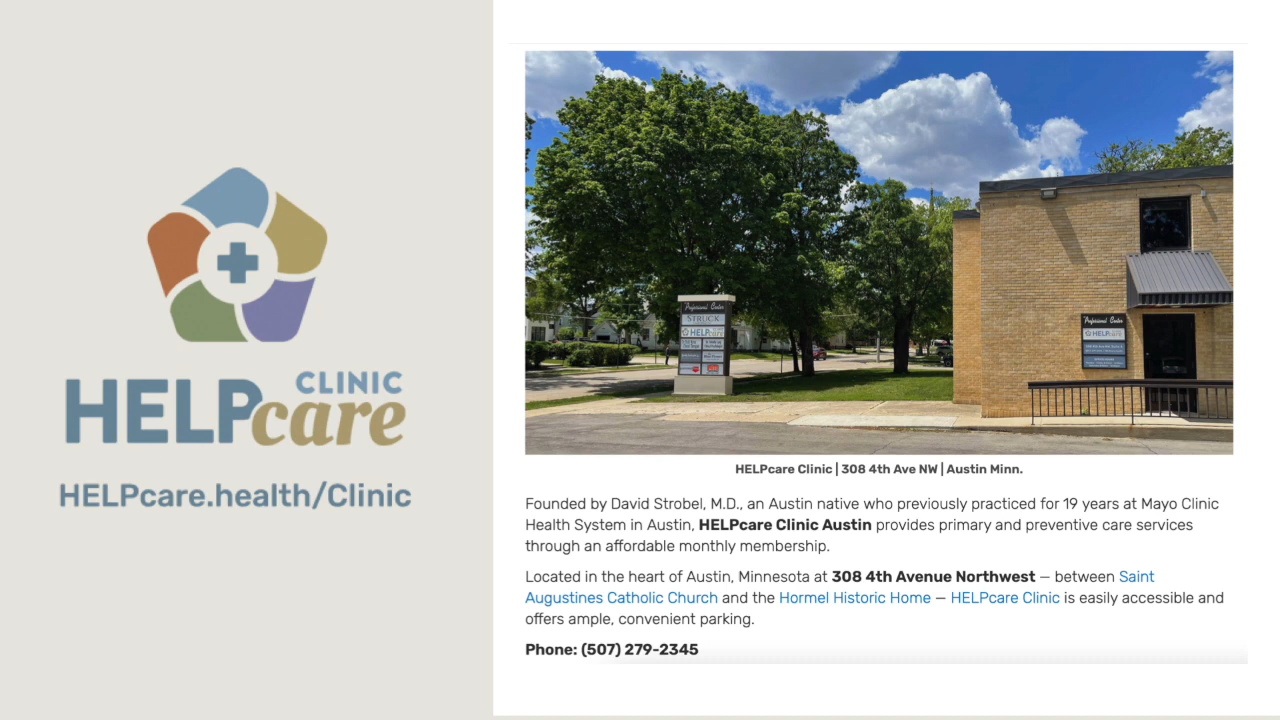 CLINIC
HELPcare
HELPcare.health/Clinic
Professional Center
STRUCK
HELPcare
Professional Center
HELPcare
HELPcare Clinic | 308 4th Ave NW | Austin Minn.
Founded by David Strobel, M.D., an Austin native who previously practiced for 19 years at Mayo Clinic
Health System in Austin, HELPcare Clinic Austin provides primary and preventive care services
through an affordable monthly membership.
Located in the heart of Austin, Minnesota at 308 4th Avenue Northwest — between Saint
Augustines Catholic Church and the Hormel Historic Home — HELPcare Clinic is easily accessible and
offers ample, convenient parking.
Phone: (507) 279-2345